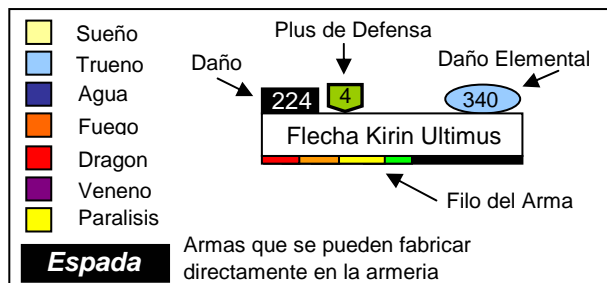 Sueño
Trueno
Agua
Fuego
Dragon
Veneno
Paralisis
Espada
Plus de Defensa
Daño
Daño Elemental
224
4
340
Flecha Kirin Ultimus
Filo del Arma
Armas que se pueden fabricar
directamente en la armeria